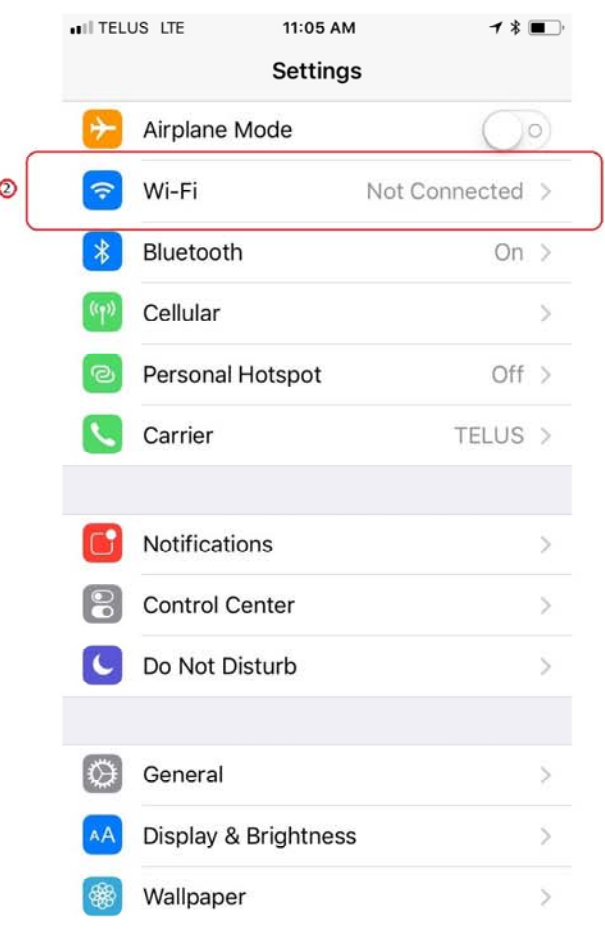 TELUS LTE 11:05 AM
Settings
Airplane Mode
② Wi-Fi Not Connected
Bluetooth On
Cellular
Personal Hotspot Off
Carrier TELUS
Notifications
Control Center
Do Not Disturb
General
AA Display & Brightness
Wallpaper